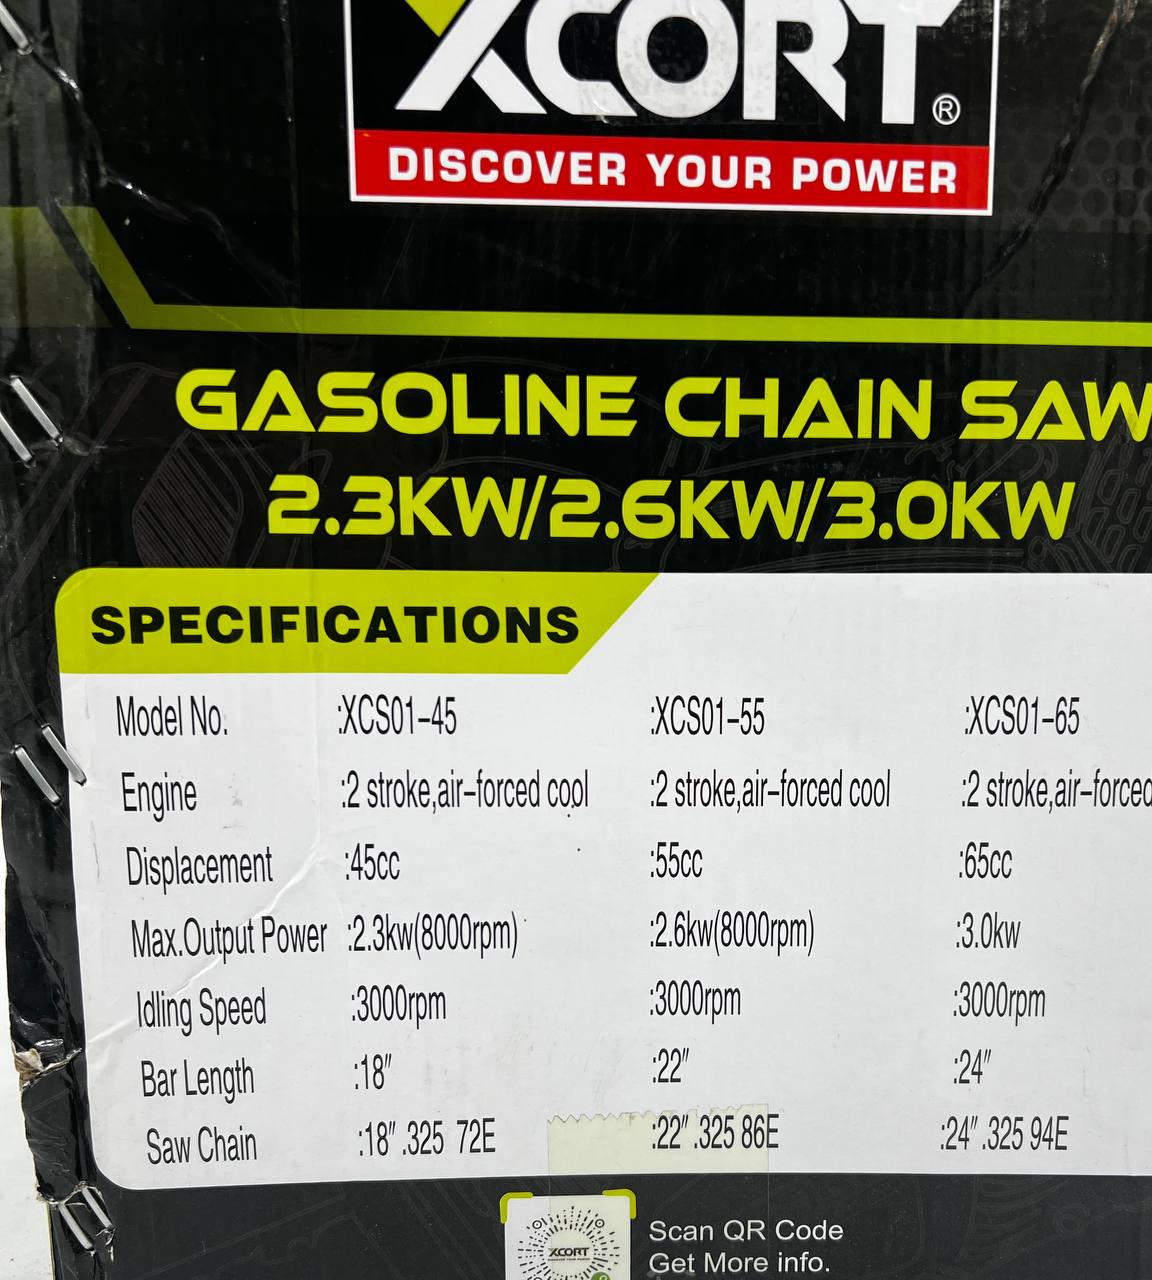 XCORT®
DISCOVER YOUR POWER
GASOLINE CHAIN SAW
2.3KW/2.6KW/3.0KW
SPECIFICATIONS
Model No. :XCS01-45 :XCS01-55 :XCS01-65
Engine :2 stroke,air-forced cool :2 stroke,air-forced cool :2 stroke,air-forced
Displacement :45cc :55cc :65cc
Max.Output Power :2.3kw(8000rpm) :2.6kw(8000rpm) :3.0kw
Idling Speed :3000rpm :3000rpm :3000rpm
Bar Length :18" :22" :24"
Saw Chain :18" .325 72E :22" .325 86E :24" .325 94E
XCORT
Scan QR Code
Get More info.